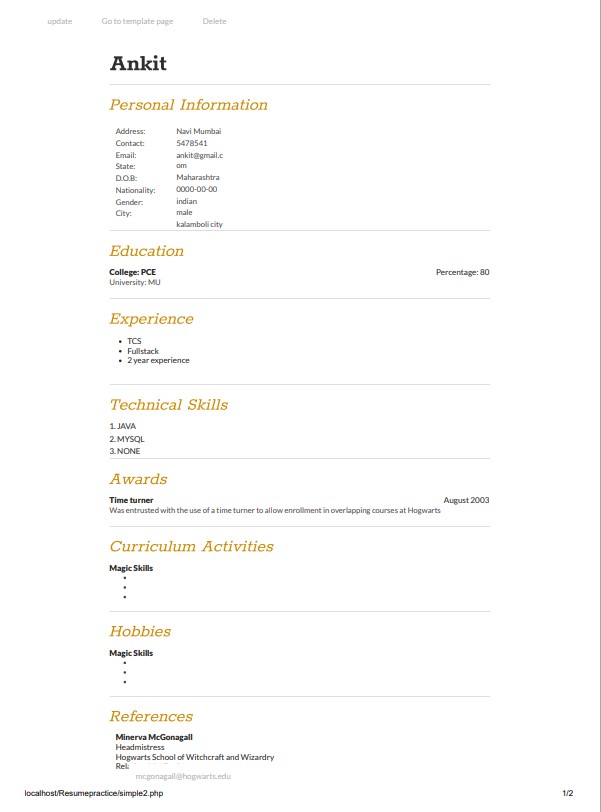 update Go to template page Delete
Ankit
Personal Information
Address: Navi Mumbai
Contact: 5478541
Email: ankit@gmail.c
State: om
D.O.B: Maharashtra
Nationality: 0000-00-00
Gender: indian
City: male
kalamboli city
Education
College: PCE Percentage: 80
University: MU
Experience
• TCS
• Fullstack
• 2 year experience
Technical Skills
1. JAVA
2. MYSQL
3. NONE
Awards
Time turner August 2003
Was entrusted with the use of a time turner to allow enrollment in overlapping courses at Hogwarts
Curriculum Activities
Magic Skills
•
•
•
Hobbies
Magic Skills
•
•
•
References
Minerva McGonagall
Headmistress
Hogwarts School of Witchcraft and Wizardry
Rel:
mcgonagall@hogwarts.edu
localhost/Resumepractice/simple2.php 1/2